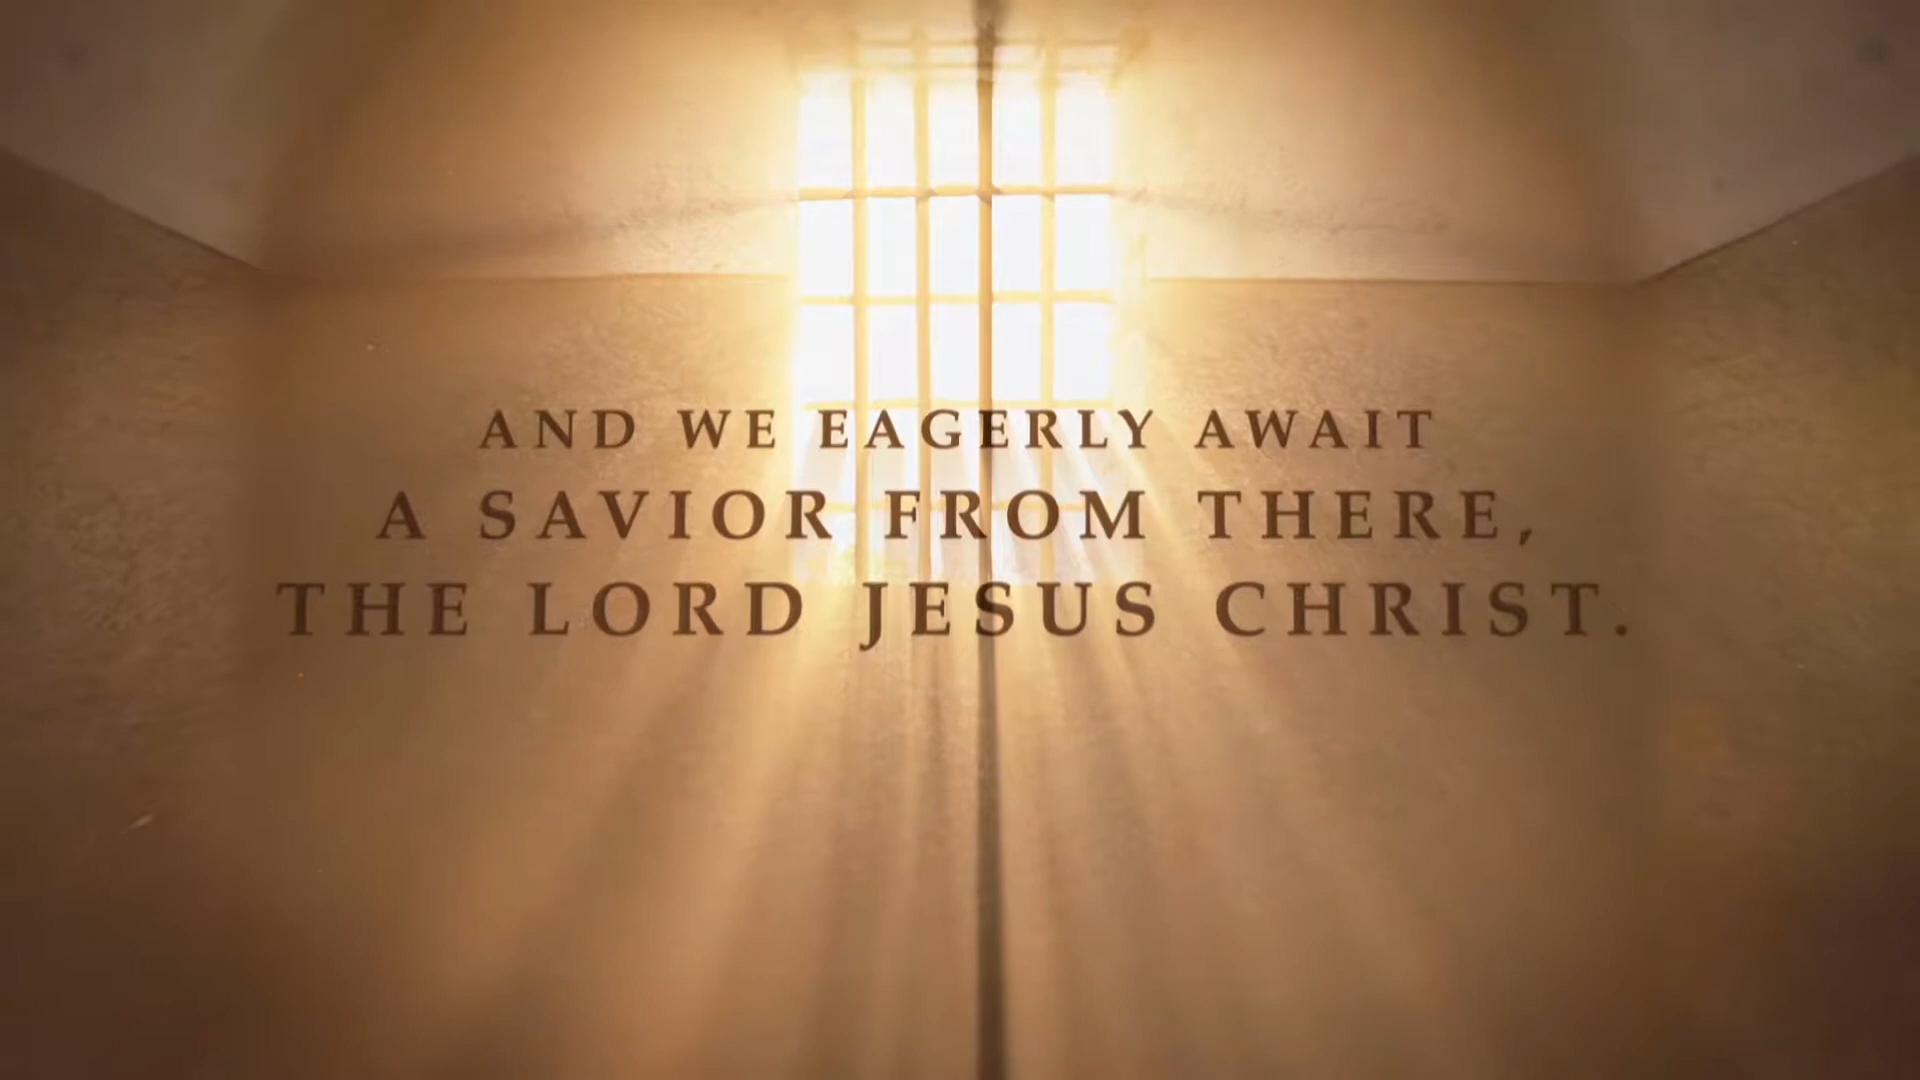 AND WE EAGERLY AWAIT
A SAVIOR FROM THERE,
THE LORD JESUS CHRIST.